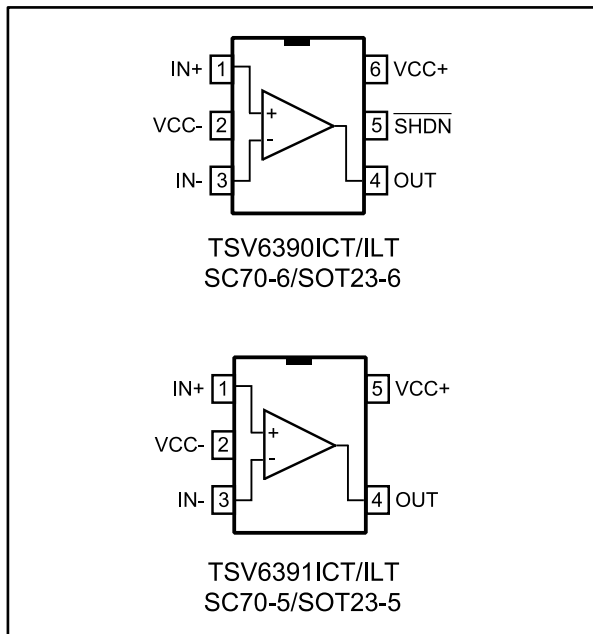 IN+ 1 6 VCC+
+
VCC- 2 5 SHDN
-
IN- 3 4 OUT
TSV6390ICT/ILT
SC70-6/SOT23-6
IN+ 1 5 VCC+
+
VCC- 2
-
IN- 3 4 OUT
TSV6391ICT/ILT
SC70-5/SOT23-5